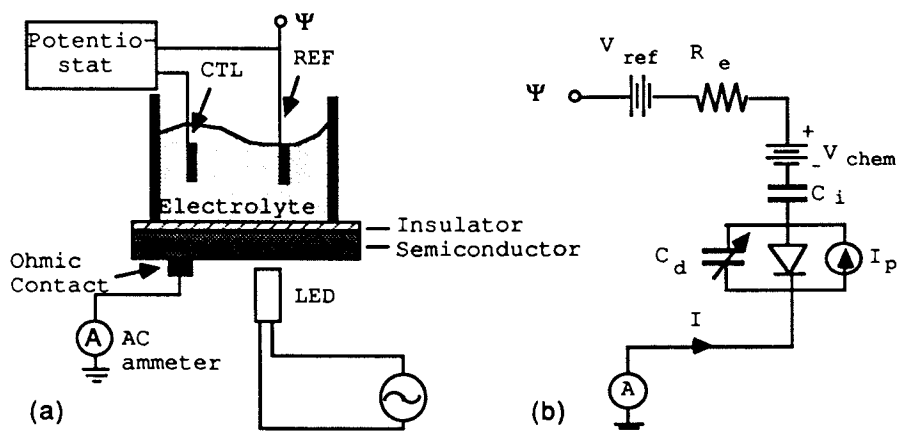 Ψ
Potentio-
stat
CTL
REF
Electrolyte
Insulator
Semiconductor
Ohmic
Contact
LED
A
AC
ammeter
(a)
V ref
R e
Ψ
+
-
V chem
C i
C d
I p
I
A
(b)